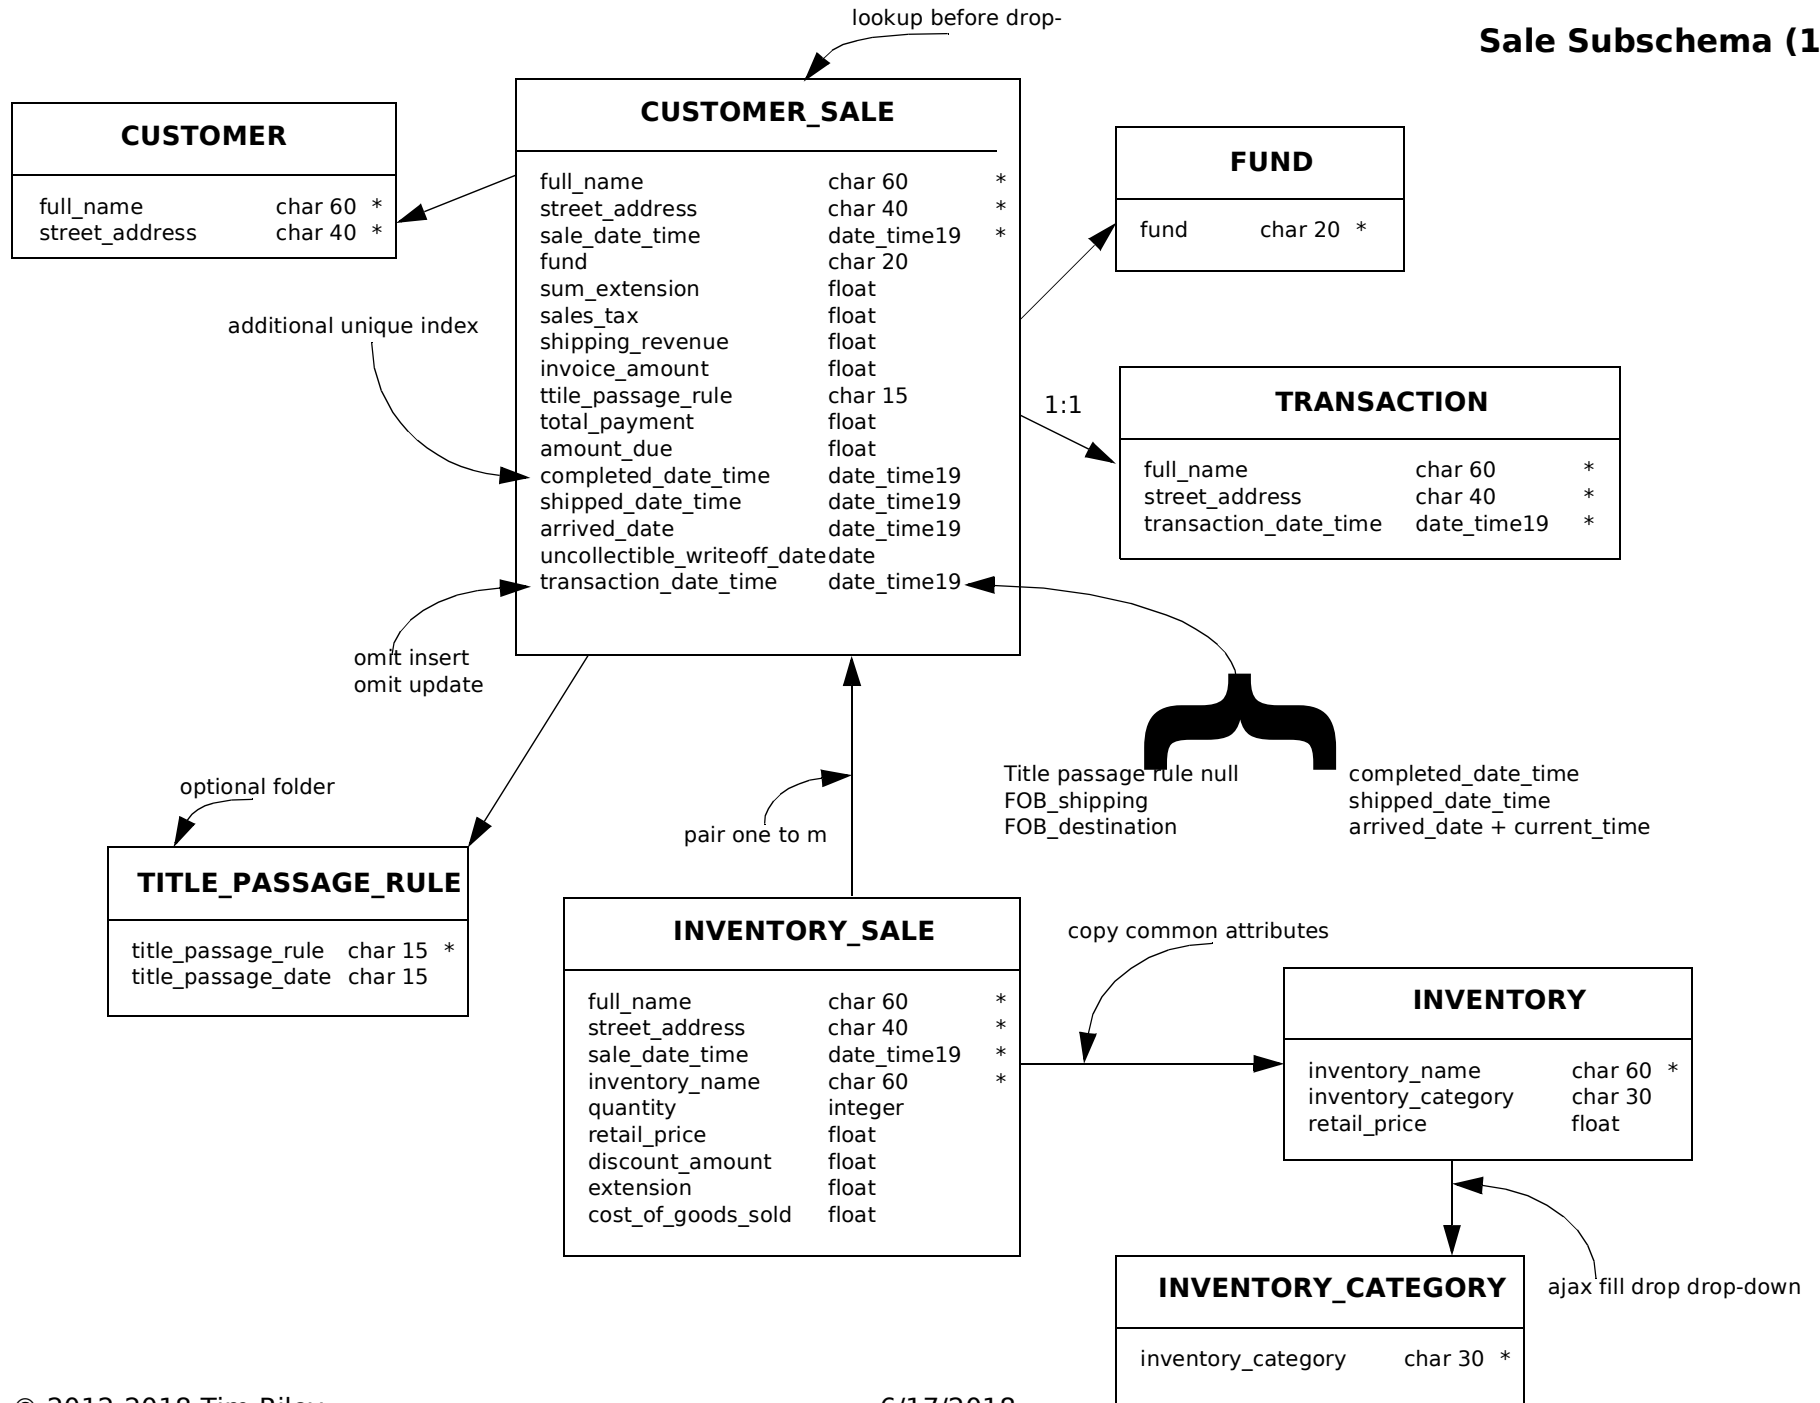 lookup before drop-
Sale Subschema (1
CUSTOMER
full_name char 60 *
street_address char 40 *
CUSTOMER_SALE
full_name char 60 *
street_address char 40 *
sale_date_time date_time19 *
fund char 20
sum_extension float
sales_tax float
shipping_revenue float
invoice_amount float
ttile_passage_rule char 15
total_payment float
amount_due float
completed_date_time date_time19
shipped_date_time date_time19
arrived_date date_time19
uncollectible_writeoff_date date
transaction_date_time date_time19
FUND
fund char 20 *
additional unique index
1:1
TRANSACTION
full_name char 60 *
street_address char 40 *
transaction_date_time date_time19 *
omit insert
omit update
Title passage rule null completed_date_time
FOB_shipping shipped_date_time
FOB_destination arrived_date + current_time
optional folder
pair one to m
TITLE_PASSAGE_RULE
title_passage_rule char 15 *
title_passage_date char 15
INVENTORY_SALE
full_name char 60 *
street_address char 40 *
sale_date_time date_time19 *
inventory_name char 60 *
quantity integer
retail_price float
discount_amount float
extension float
cost_of_goods_sold float
copy common attributes
INVENTORY
inventory_name char 60 *
inventory_category char 30
retail_price float
ajax fill drop drop-down
INVENTORY_CATEGORY
inventory_category char 30 *
© 2012-2018 Tim Riley
6/17/2018